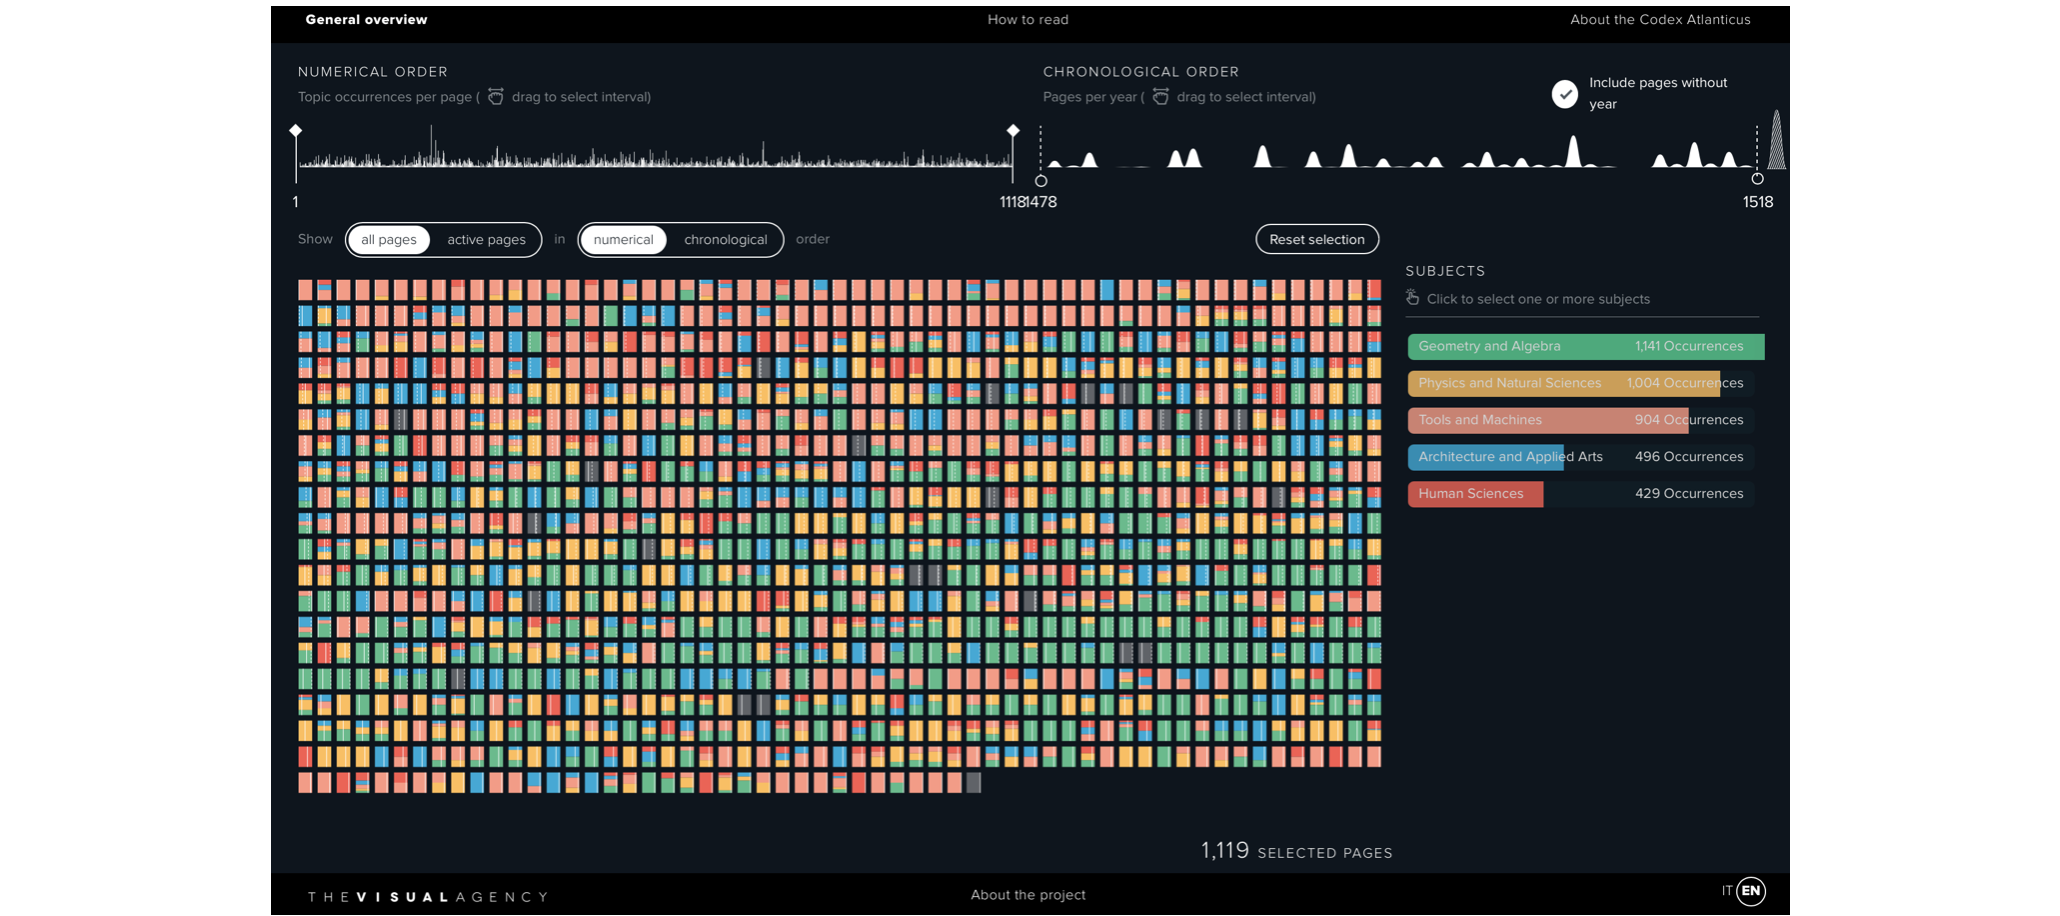 General overview
How to read
About the Codex Atlanticus
NUMERICAL ORDER
Topic occurrences per page ( drag to select interval)
CHRONOLOGICAL ORDER
Pages per year ( drag to select interval)
Include pages without
year
1
1118
1478
1518
Show all pages active pages in numerical chronological order
Reset selection
SUBJECTS
Click to select one or more subjects
Geometry and Algebra 1,141 Occurrences
Physics and Natural Sciences 1,004 Occurrences
Tools and Machines 904 Occurrences
Architecture and Applied Arts 496 Occurrences
Human Sciences 429 Occurrences
1,119 SELECTED PAGES
THEVISUALAGENCY
About the project
IT EN